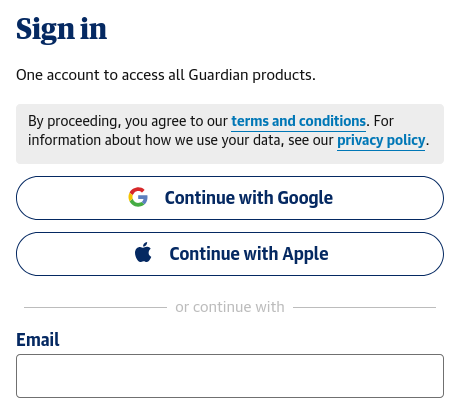 Sign in
One account to access all Guardian products.
By proceeding, you agree to our terms and conditions. For
information about how we use your data, see our privacy policy.
Continue with Google
Continue with Apple
or continue with
Email